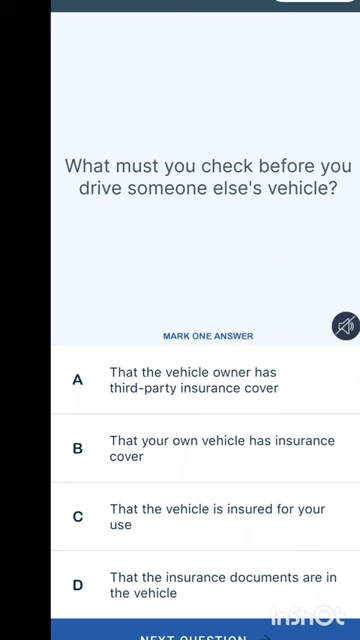 What must you check before you
drive someone else's vehicle?
MARK ONE ANSWER
A
That the vehicle owner has
third-party insurance cover
B
That your own vehicle has insurance
cover
C
That the vehicle is insured for your
use
D
That the insurance documents are in
the vehicle
InShOt
NEXT QUESTION